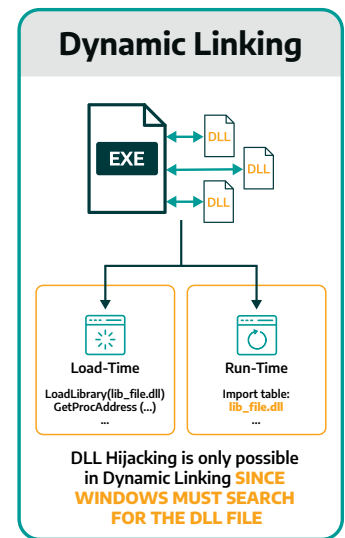 Dynamic Linking
EXE
DLL
DLL
DLL
Load-Time
LoadLibrary(lib_file.dll)
GetProcAddress (...)
...
Run-Time
Import table:
lib_file.dll
...
DLL Hijacking is only possible
in Dynamic Linking SINCE
WINDOWS MUST SEARCH
FOR THE DLL FILE